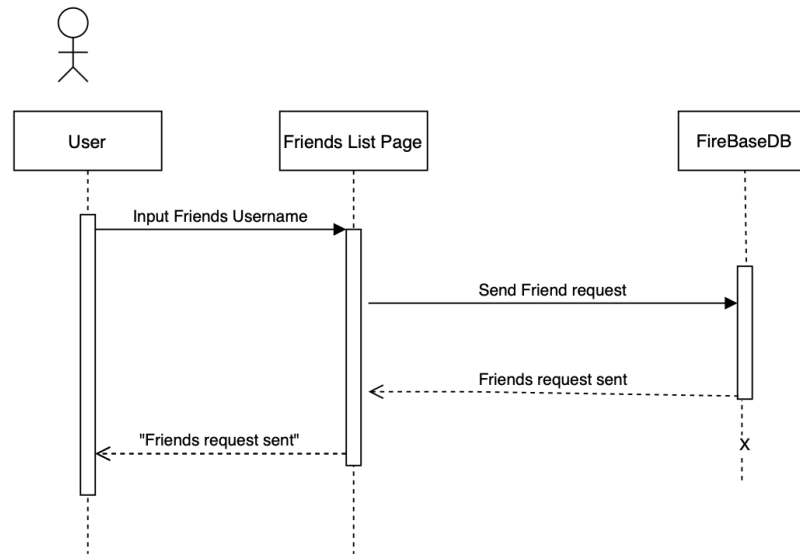 User
Friends List Page
FireBaseDB
Input Friends Username
Send Friend request
Friends request sent
"Friends request sent"
X